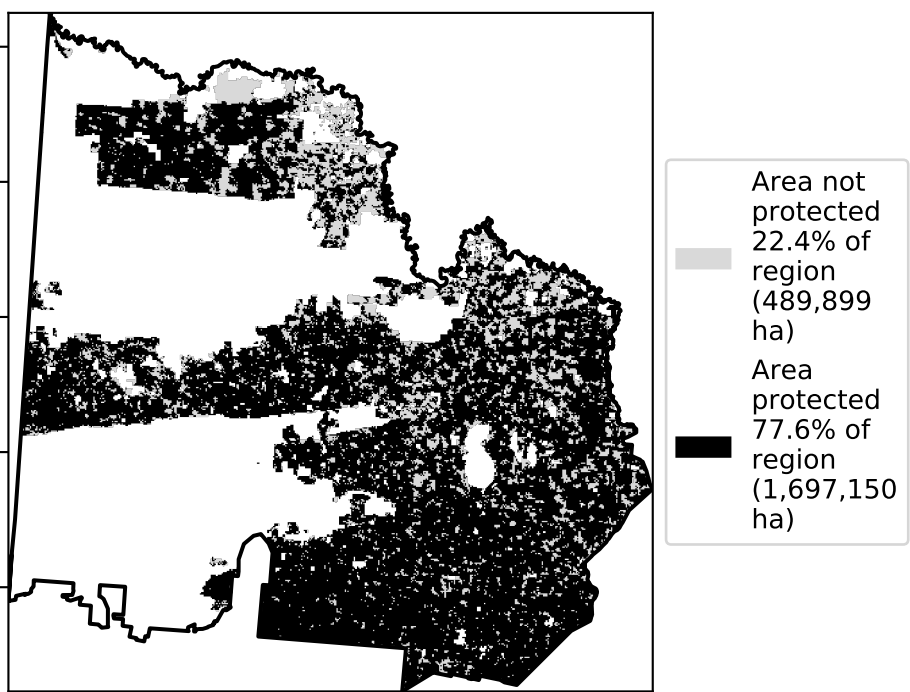 Area not
protected
22.4% of
region
(489,899
ha)
Area
protected
77.6% of
region
(1,697,150
ha)